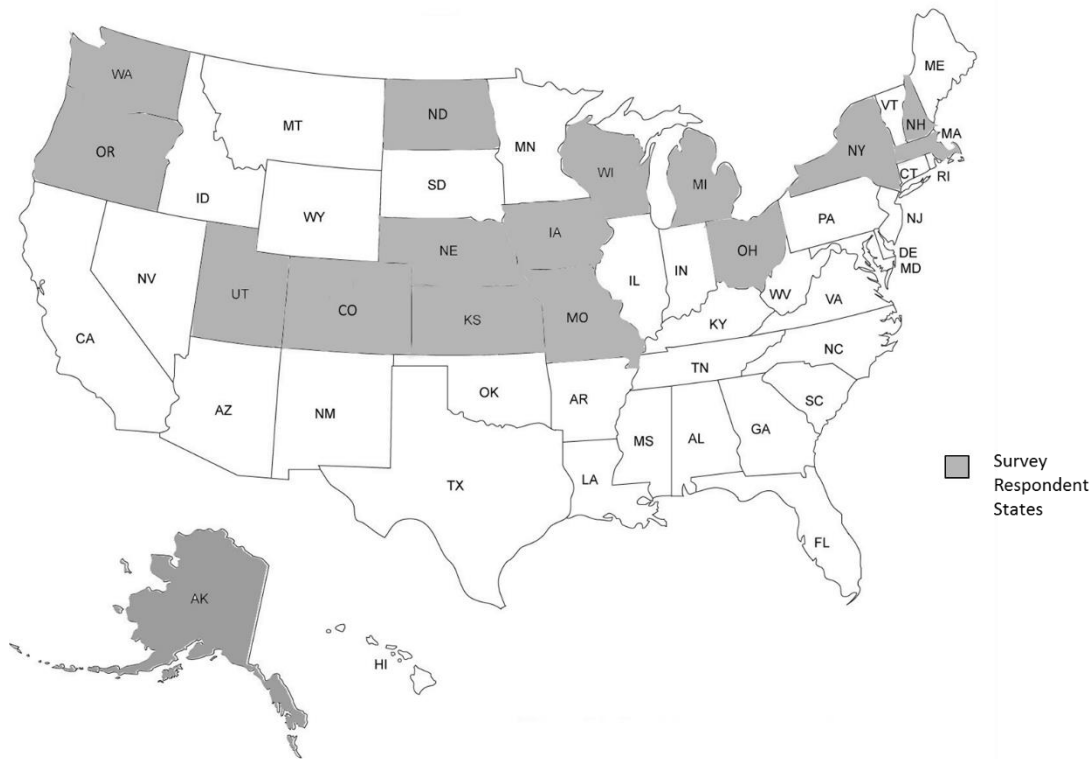 ME
WA
VT
ND
MT
NH
MA
MN
OR
NY
WI
CT
RI
MI
SD
ID
WY
PA
NJ
IA
NE
OH
DE
MD
NV
IL
IN
UT
WV
VA
CO
KS
MO
KY
CA
NC
TN
OK
AR
SC
AZ
NM
MS
AL
GA
LA
TX
Survey
Respondent
States
FL
AK
HI